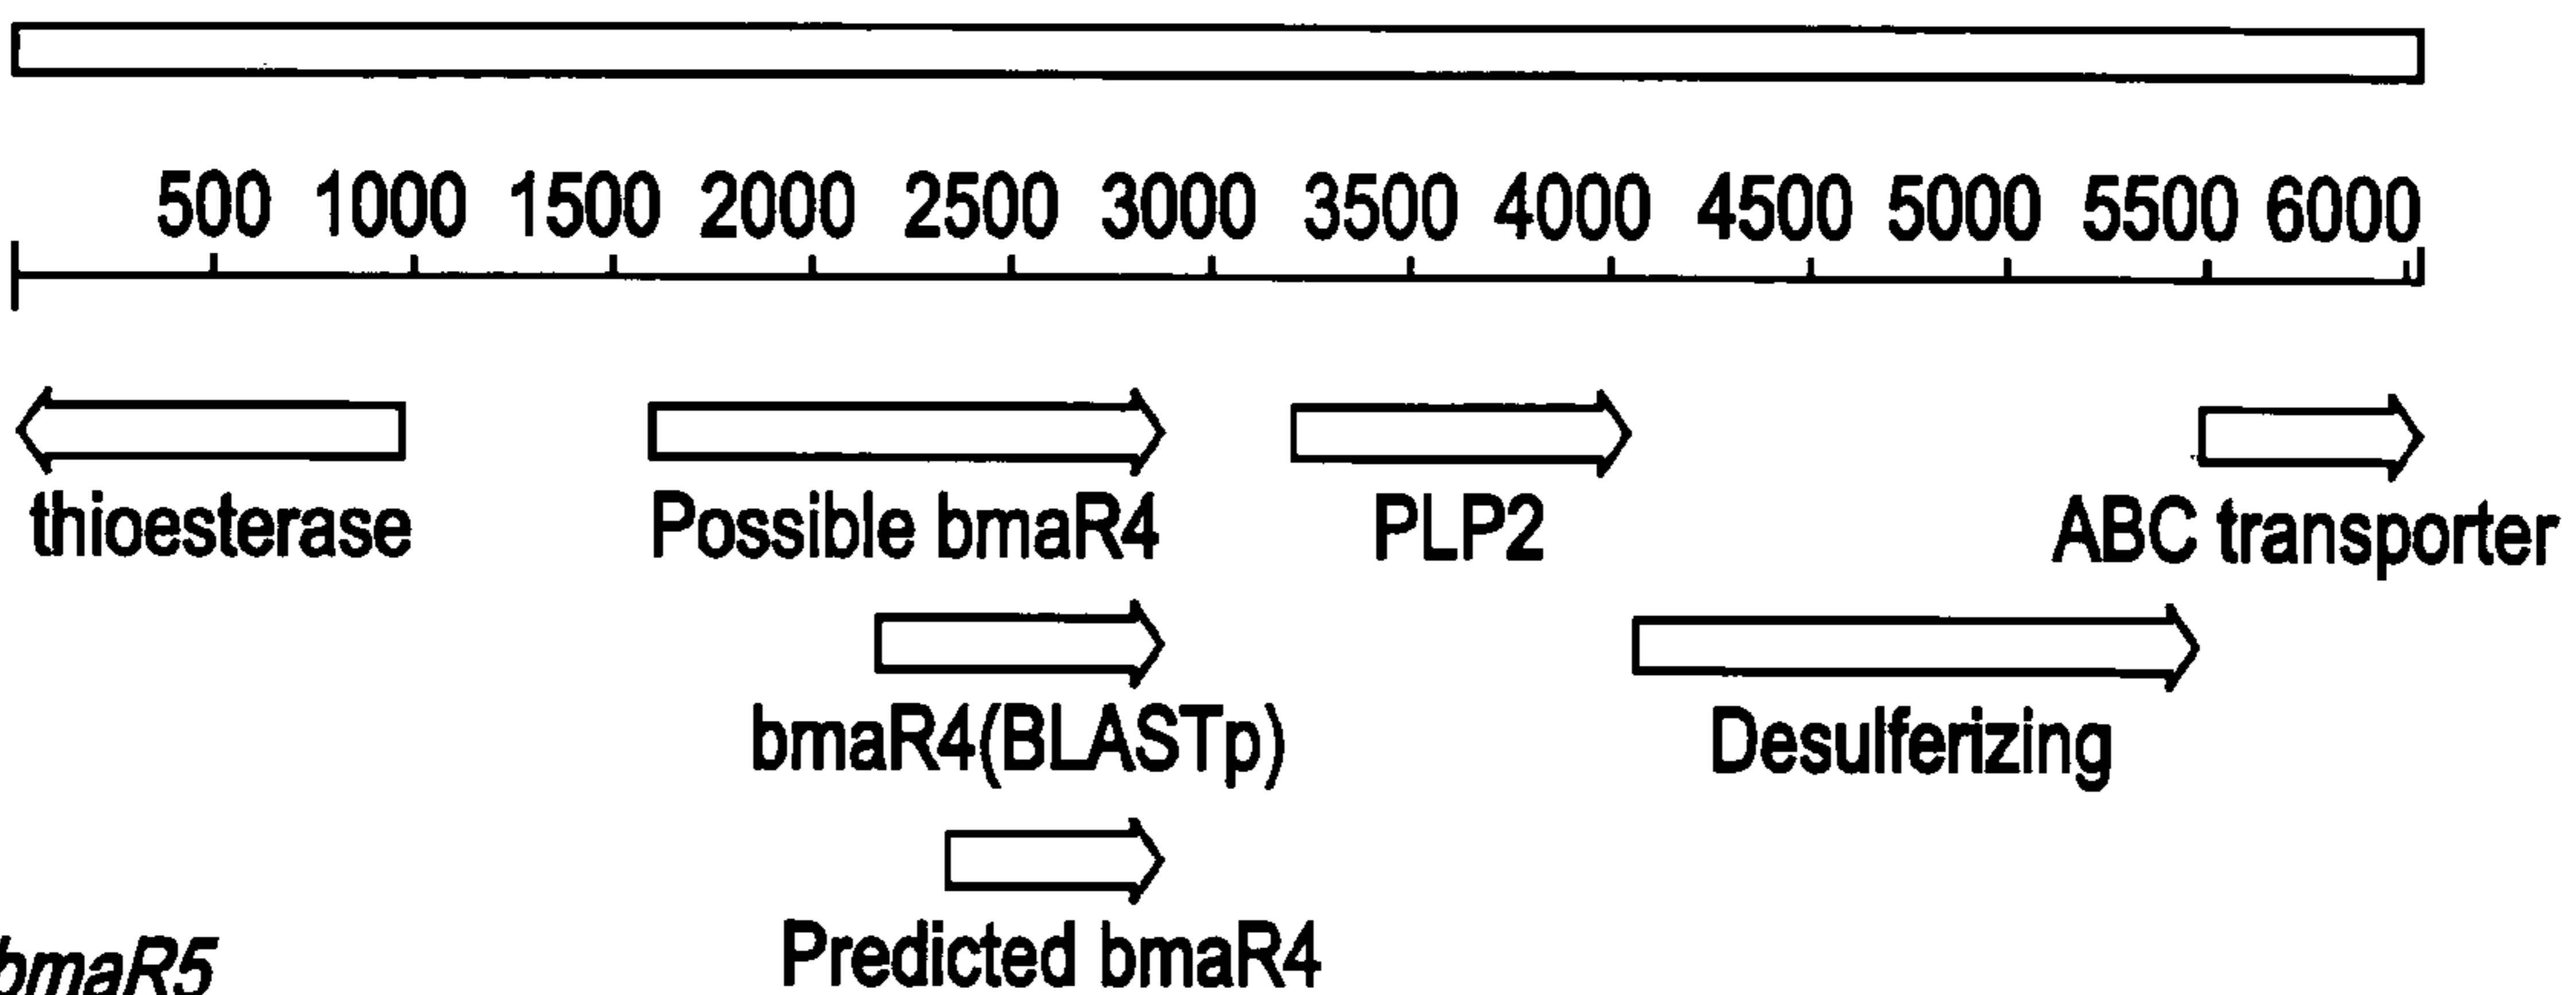 500 1000 1500 2000 2500 3000 3500 4000 4500 5000 5500 6000
thioesterase Possible bmaR4 PLP2 ABC transporter
bmaR4(BLASTp) Desulferizing
Predicted bmaR4
bmaR5